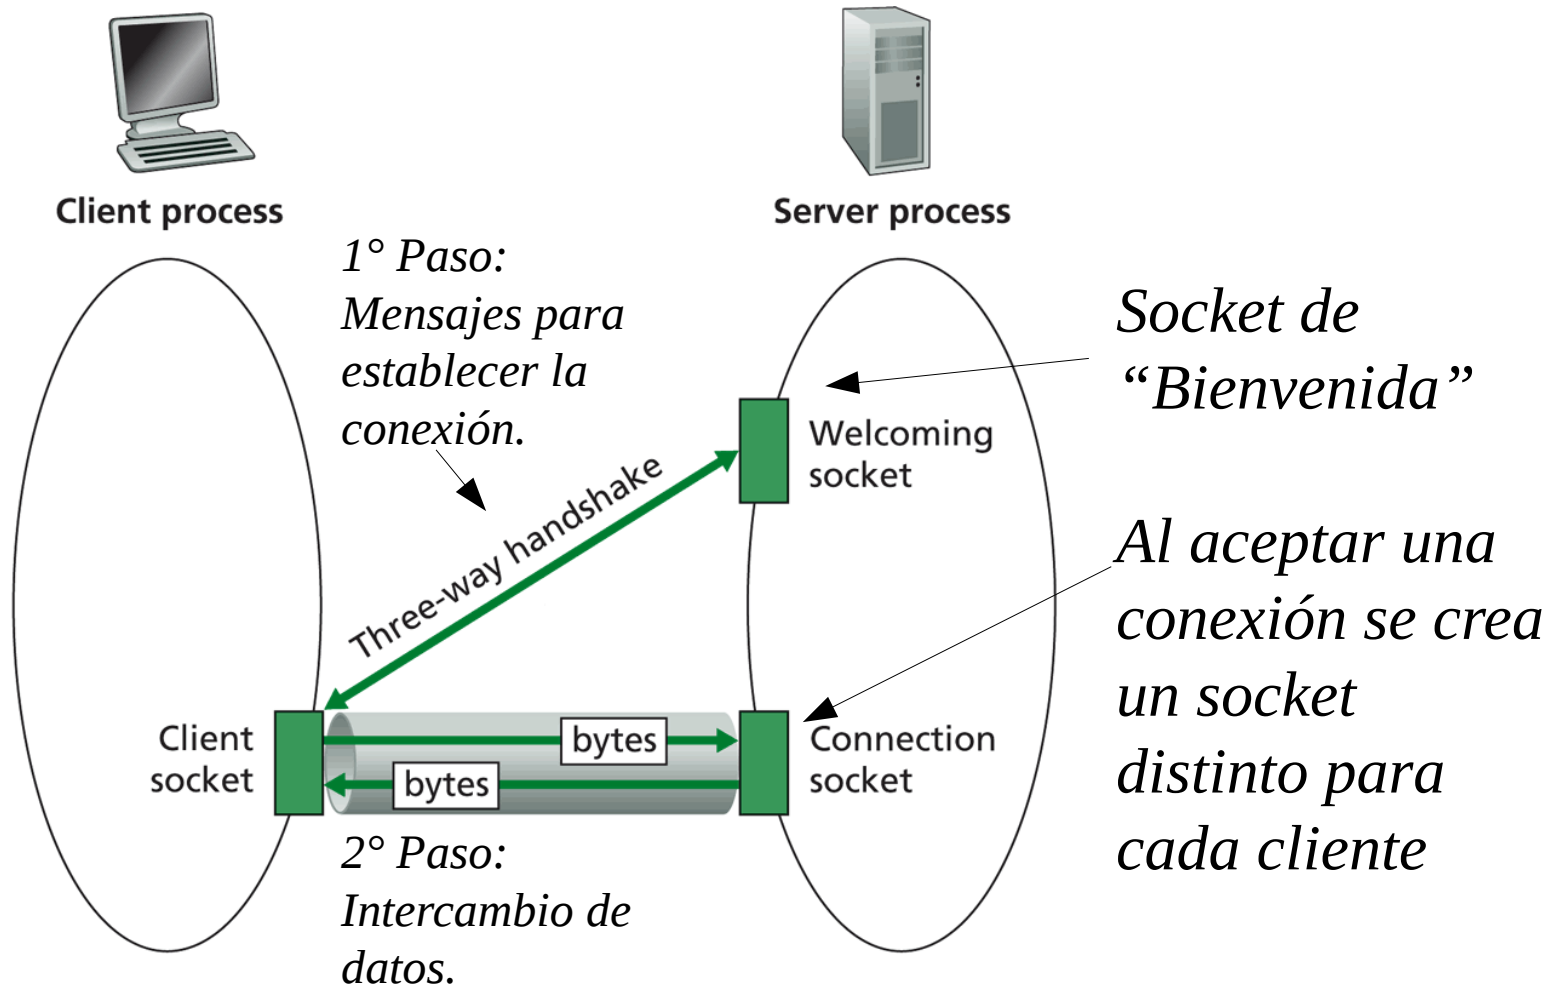 Client process
Server process
1° Paso:
Mensajes para
establecer la
conexión.
Socket de
“Bienvenida”
Welcoming
socket
Three-way handshake
Al aceptar una
conexión se crea
un socket
distinto para
cada cliente
Client
socket
bytes
bytes
Connection
socket
2° Paso:
Intercambio de
datos.